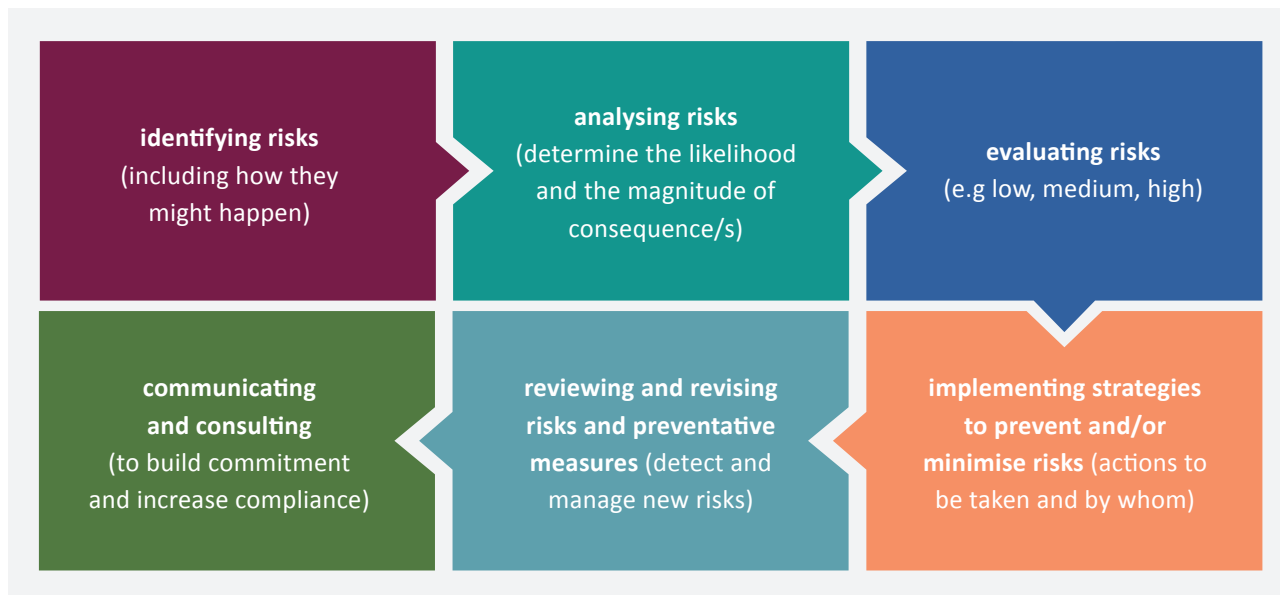 identifying risks
(including how they
might happen)
analysing risks
(determine the likelihood
and the magnitude of
consequence/s)
evaluating risks
(e.g low, medium, high)
implementing strategies
to prevent and/or
minimise risks (actions to
be taken and by whom)
reviewing and revising
risks and preventative
measures (detect and
manage new risks)
communicating
and consulting
(to build commitment
and increase compliance)